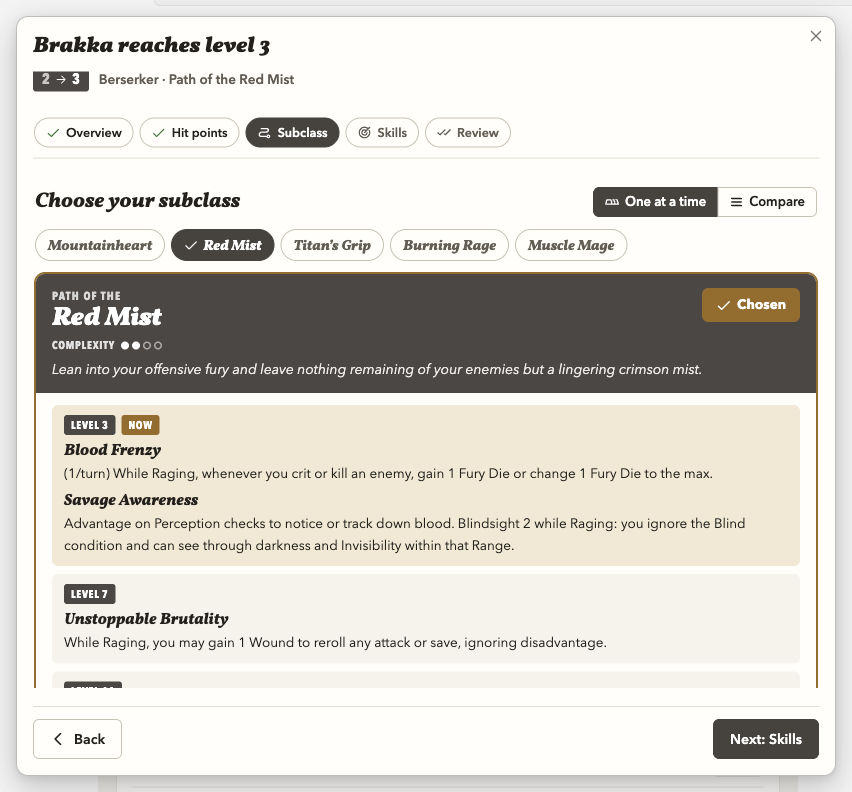 Brakka reaches level 3
2 → 3 Berserker · Path of the Red Mist
Overview Hit points Subclass Skills Review
Choose your subclass
One at a time Compare
Mountainheart Red Mist Titan's Grip Burning Rage Muscle Mage
PATH OF THE
Red Mist
Chosen
COMPLEXITY
Lean into your offensive fury and leave nothing remaining of your enemies but a lingering crimson mist.
LEVEL 3 NOW
Blood Frenzy
(1/turn) While Raging, whenever you crit or kill an enemy, gain 1 Fury Die or change 1 Fury Die to the max.
Savage Awareness
Advantage on Perception checks to notice or track down blood. Blindsight 2 while Raging: you ignore the Blind
condition and can see through darkness and Invisibility within that Range.
LEVEL 7
Unstoppable Brutality
While Raging, you may gain 1 Wound to reroll any attack or save, ignoring disadvantage.
Back Next: Skills